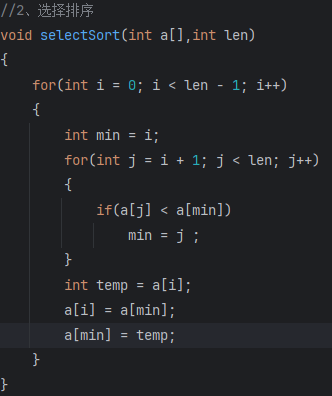 //2、选择排序
void selectSort(int a[],int len)
{
    for(int i = 0; i < len - 1; i++)
    {
        int min = i;
        for(int j = i + 1; j < len; j++)
        {
            if(a[j] < a[min])
                min = j ;
        }
        int temp = a[i];
        a[i] = a[min];
        a[min] = temp;
    }
}